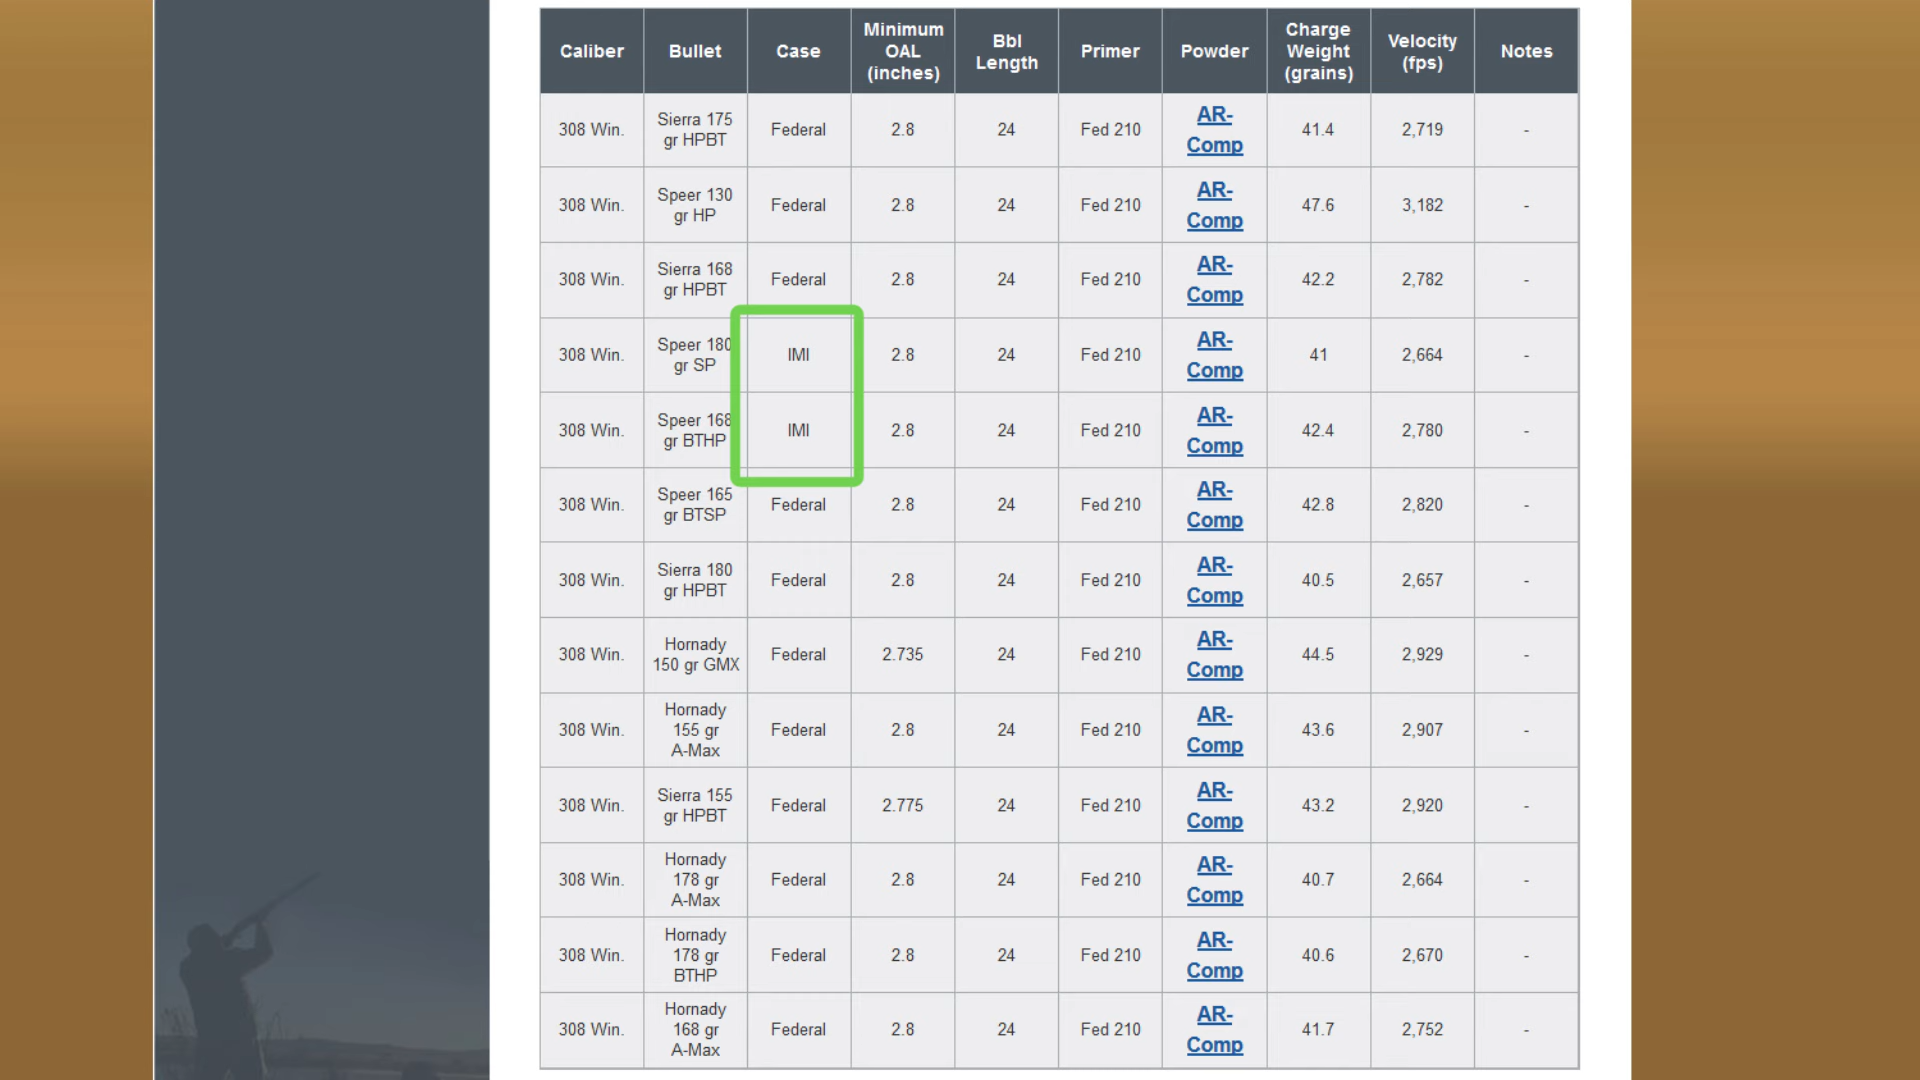 Caliber Bullet Case Minimum OAL (inches) Bbl Length Primer Powder Charge Weight (grains) Velocity (fps) Notes
308 Win. Sierra 175 gr HPBT Federal 2.8 24 Fed 210 AR-Comp 41.4 2,719 -
308 Win. Speer 130 gr HP Federal 2.8 24 Fed 210 AR-Comp 47.6 3,182 -
308 Win. Sierra 168 gr HPBT Federal 2.8 24 Fed 210 AR-Comp 42.2 2,782 -
308 Win. Speer 180 gr SP IMI 2.8 24 Fed 210 AR-Comp 41 2,664 -
308 Win. Speer 168 gr BTHP IMI 2.8 24 Fed 210 AR-Comp 42.4 2,780 -
308 Win. Speer 165 gr BTSP Federal 2.8 24 Fed 210 AR-Comp 42.8 2,820 -
308 Win. Sierra 180 gr HPBT Federal 2.8 24 Fed 210 AR-Comp 40.5 2,657 -
308 Win. Hornady 150 gr GMX Federal 2.735 24 Fed 210 AR-Comp 44.5 2,929 -
308 Win. Hornady 155 gr A-Max Federal 2.8 24 Fed 210 AR-Comp 43.6 2,907 -
308 Win. Sierra 155 gr HPBT Federal 2.775 24 Fed 210 AR-Comp 43.2 2,920 -
308 Win. Hornady 178 gr A-Max Federal 2.8 24 Fed 210 AR-Comp 40.7 2,664 -
308 Win. Hornady 178 gr BTHP Federal 2.8 24 Fed 210 AR-Comp 40.6 2,670 -
308 Win. Hornady 168 gr A-Max Federal 2.8 24 Fed 210 AR-Comp 41.7 2,752 -